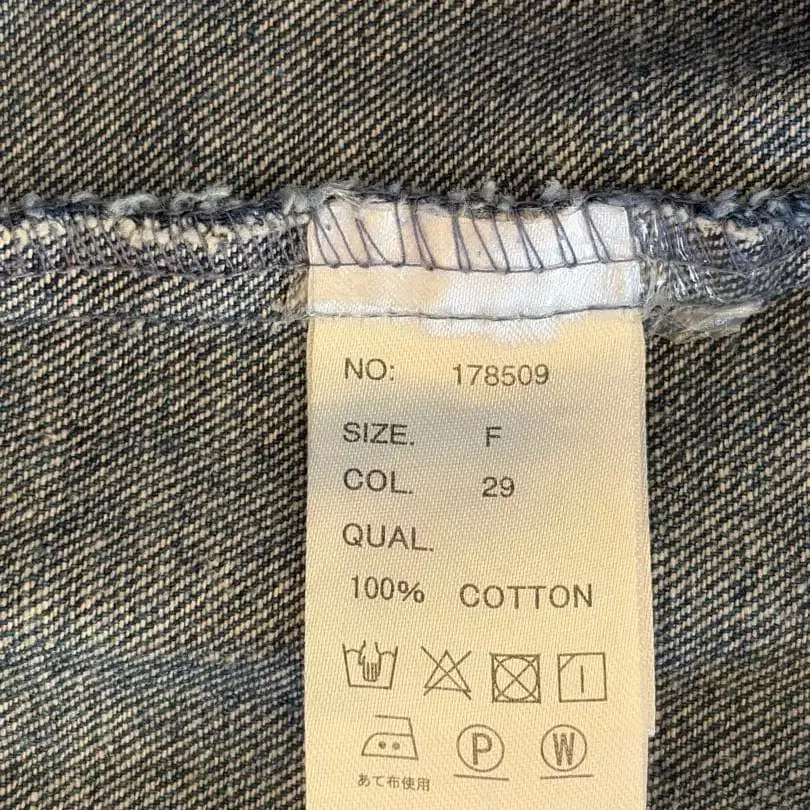 NO: 178509
SIZE. F
COL. 29
QUAL.
100% COTTON
P W
あて布使用